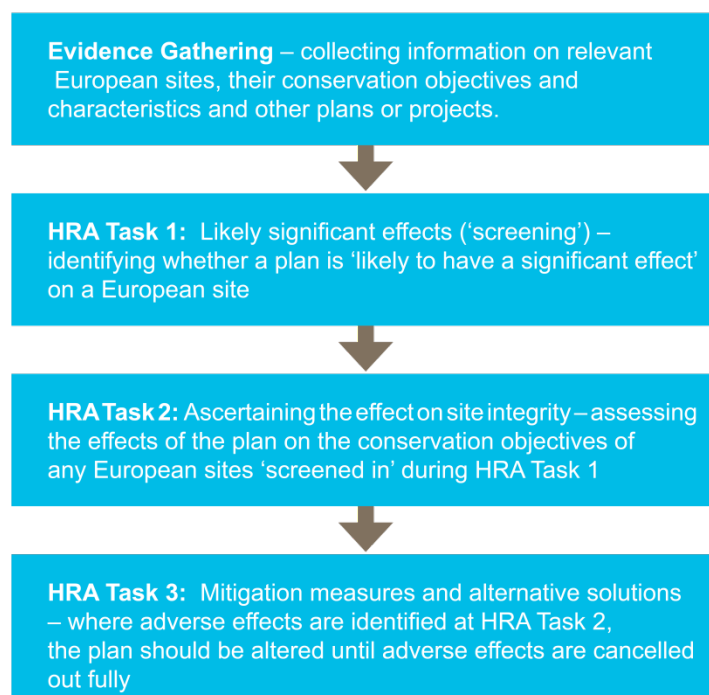 Evidence Gathering – collecting information on relevant
European sites, their conservation objectives and
characteristics and other plans or projects.
HRA Task 1: Likely significant effects (‘screening’) –
identifying whether a plan is ‘likely to have a significant effect’
on a European site
HRA Task 2: Ascertaining the effect on site integrity – assessing
the effects of the plan on the conservation objectives of
any European sites ‘screened in’ during HRA Task 1
HRA Task 3: Mitigation measures and alternative solutions
– where adverse effects are identified at HRA Task 2,
the plan should be altered until adverse effects are cancelled
out fully